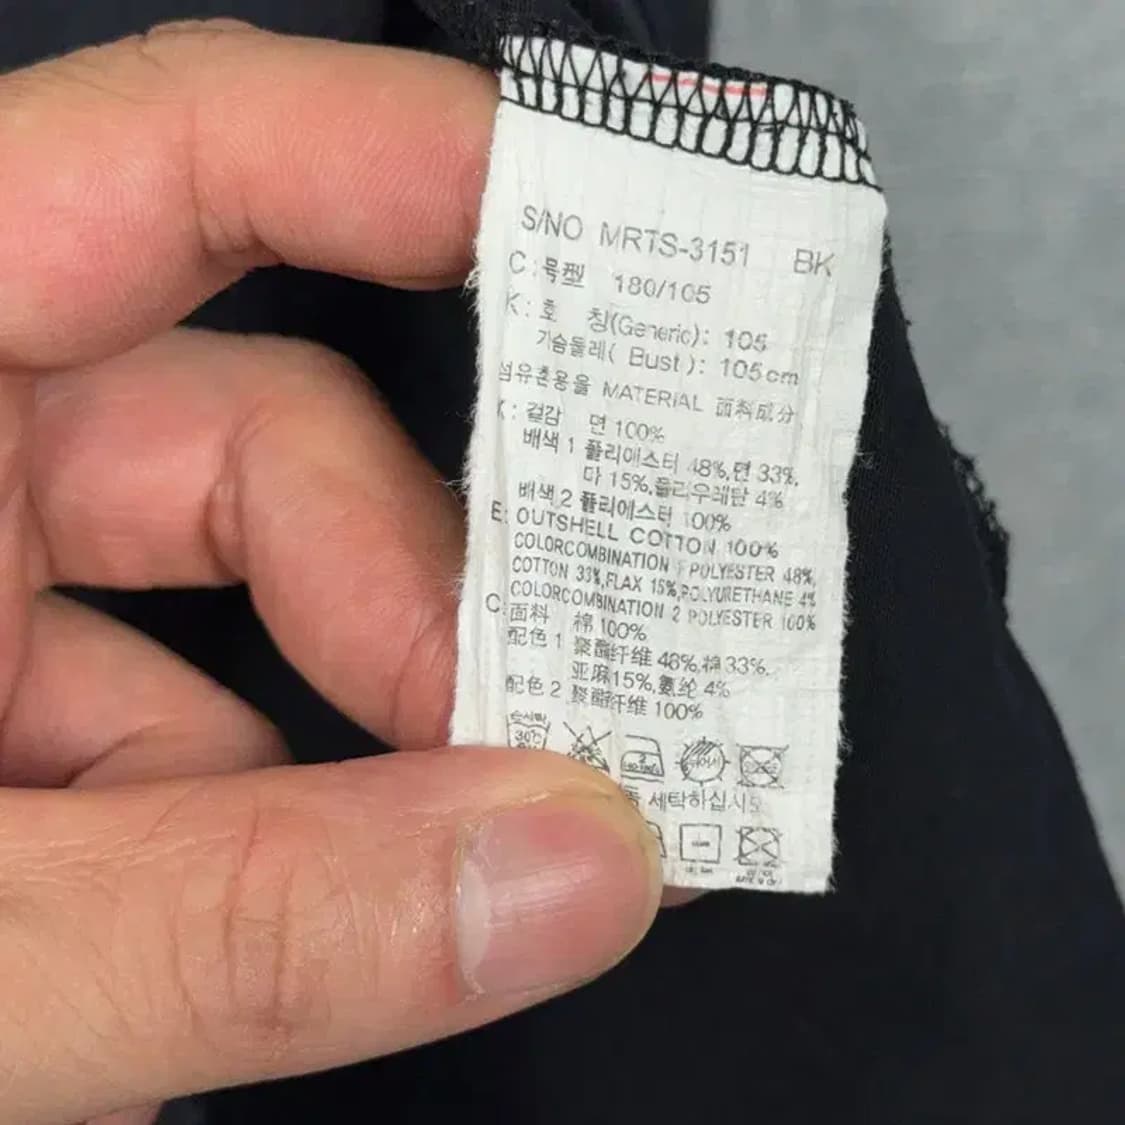 S/NO MRTS-3151 BK
C:号型 180/105
K: 호 칭(Generic): 105
가슴둘레( Bust ): 105cm
섬유혼용율 MATERIAL 面料成分
K: 겉감 면 100%
배색 1 폴리에스터 48%,면 33%,
마 15%,폴리우레탄 4%
배색 2 폴리에스터 100%
E: OUTSHELL COTTON 100%
COLORCOMBINATION 1 POLYESTER 48%,
COTTON 33%,FLAX 15%,POLYURETHANE 4%
COLORCOMBINATION 2 POLYESTER 100%
C:面料 棉 100%
配色 1 聚酯纤维 48%,棉 33%,
亚麻15%,氨纶 4%
配色 2 聚酯纤维 100%
30℃
세탁하십시오